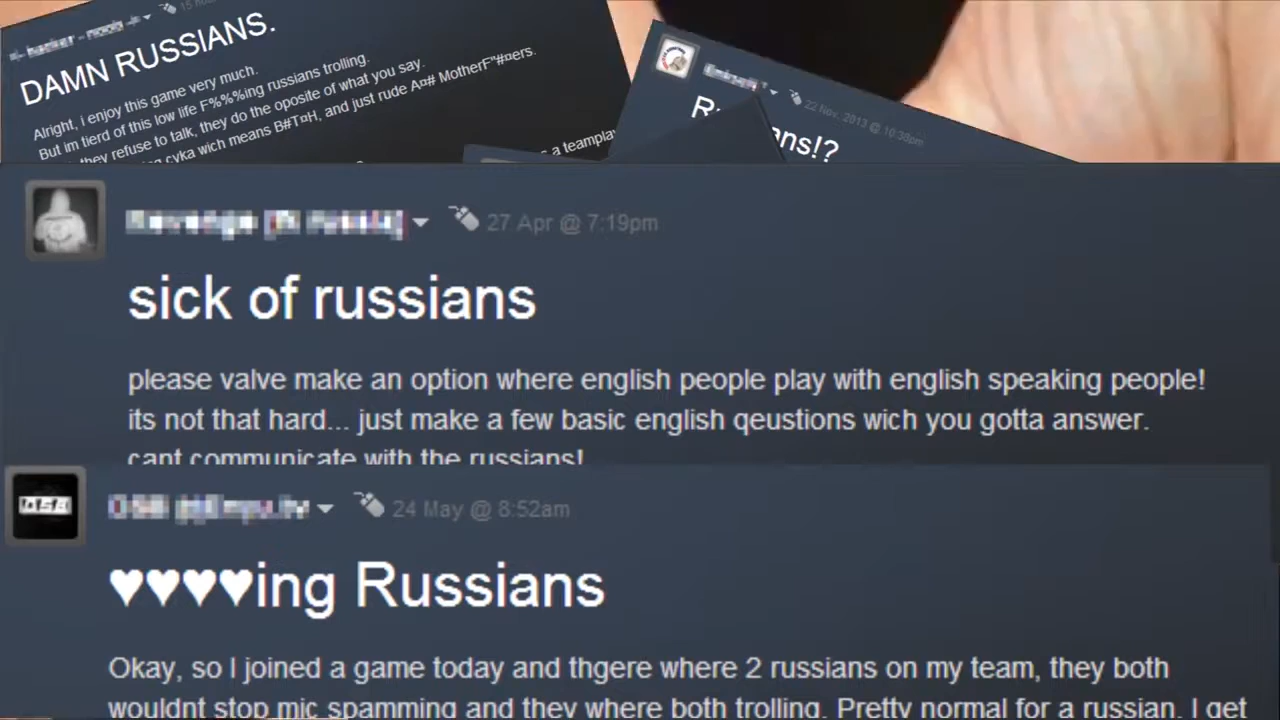 15
DAMN RUSSIANS.
Alright, i enjoy this game very much.
But im tierd of this low life F%%%ing russians trolling.
they refuse to talk, they do the oposite of what you say.
cyka wich means B#T¤H, and just rude A¤# MotherF"#¤ers.
s a teamplay
22 Nov, 2013 @ 10:38pm
ans!?
27 Apr @ 7:19pm
sick of russians
please valve make an option where english people play with english speaking people!
its not that hard... just make a few basic english qeustions wich you gotta answer.
cant communicate with the russians!
24 May @ 8:52am
♥♥♥♥ing Russians
Okay, so I joined a game today and thgere where 2 russians on my team, they both
wouldnt stop mic spamming and they where both trolling. Pretty normal for a russian. I get